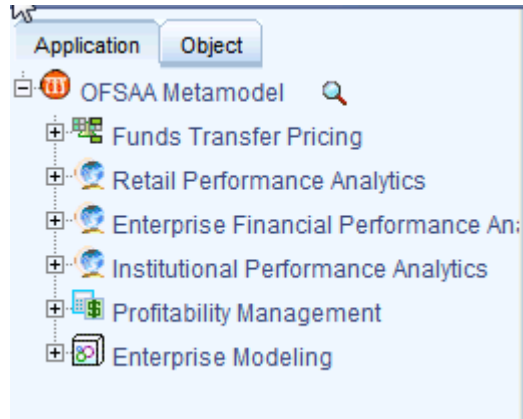 Application Object
OFSAA Metamodel
Funds Transfer Pricing
Retail Performance Analytics
Enterprise Financial Performance Ana
Institutional Performance Analytics
Profitability Management
Enterprise Modeling